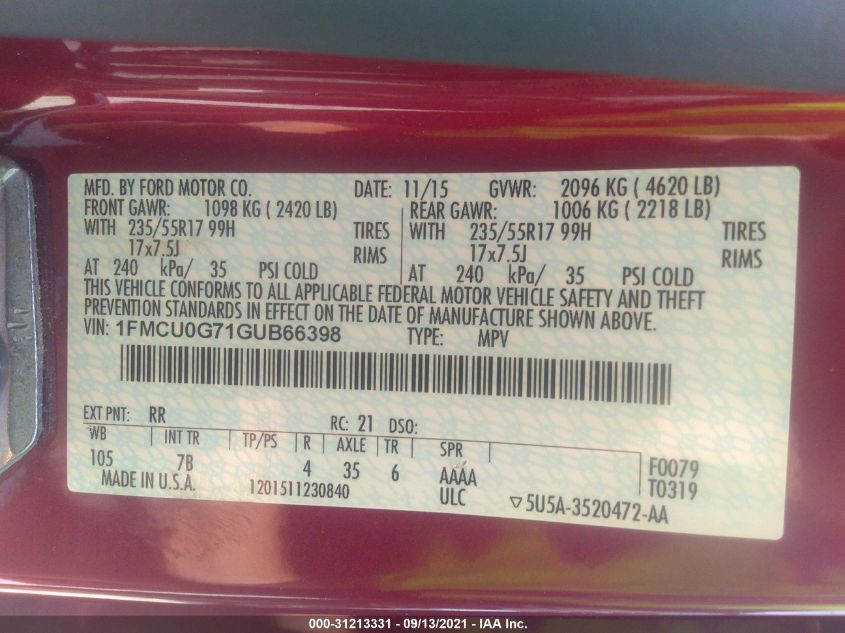 MFD. BY FORD MOTOR CO. DATE: 11/15 GVWR: 2096 KG ( 4620 LB)
FRONT GAWR: 1098 KG ( 2420 LB) REAR GAWR: 1006 KG ( 2218 LB)
WITH 235/55R17 99H TIRES WITH 235/55R17 99H TIRES
17x7.5J RIMS 17x7.5J RIMS
AT 240 kPa/ 35 PSI COLD AT 240 kPa/ 35 PSI COLD
THIS VEHICLE CONFORMS TO ALL APPLICABLE FEDERAL MOTOR VEHICLE SAFETY AND THEFT
PREVENTION STANDARDS IN EFFECT ON THE DATE OF MANUFACTURE SHOWN ABOVE.
VIN: 1FMCU0G71GUB66398 TYPE: MPV
EXT PNT: RR RC: 21 DSO:
WB INT TR TP/PS R AXLE TR SPR
105 7B 4 35 6 AAAA F0079
MADE IN U.S.A. 1201511230840 ULC T0319
▽5U5A-3520472-AA
000-31213331 - 09/13/2021 - IAA Inc.